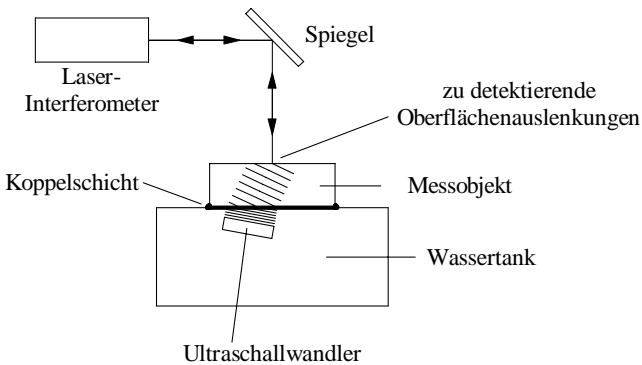 Spiegel
Laser-
Interferometer
zu detektierende
Oberflächenauslenkungen
Koppelschicht
Messobjekt
Wassertank
Ultraschallwandler